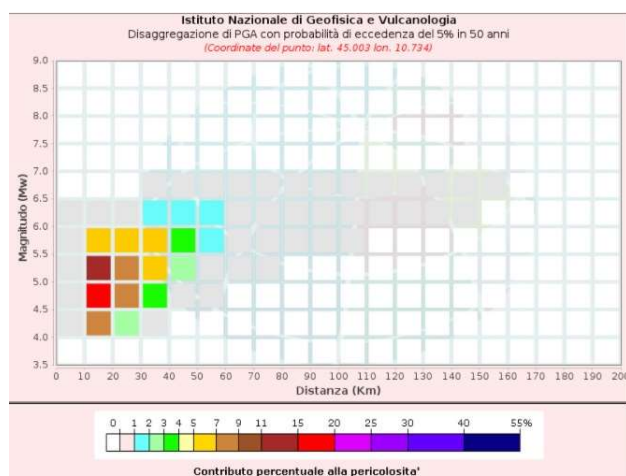 Istituto Nazionale di Geofisica e Vulcanologia
Disaggregazione di PGA con probabilità di eccedenza del 5% in 50 anni
(Coordinate del punto: lat. 45.003 lon. 10.734)
Magnitudo (Mw)
9.0
8.5
8.0
7.5
7.0
6.5
6.0
5.5
5.0
4.5
4.0
3.5
0 10 20 30 40 50 60 70 80 90 100 110 120 130 140 150 160 170 180 190 200
Distanza (Km)
0 1 2 3 4 5 7 9 11 15 20 25 30 40 55%
Contributo percentuale alla pericolosita'